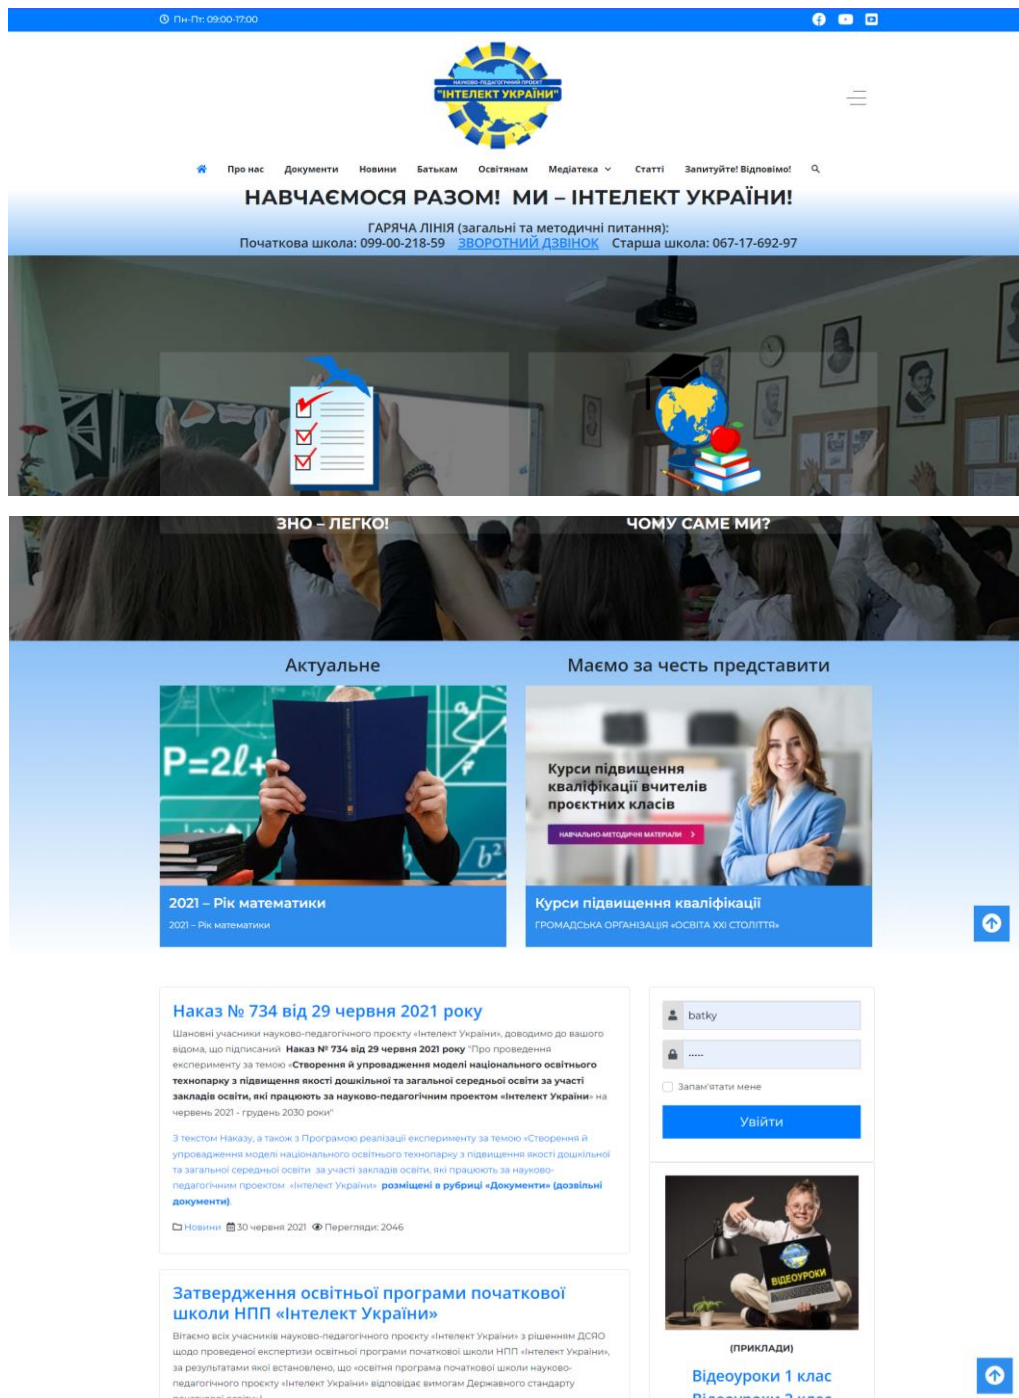 Пн-Пт: 09:00-17:00
НАУКОВО-ПЕДАГОГІЧНИЙ ПРОЄКТ
"ІНТЕЛЕКТ УКРАЇНИ"
Про нас Документи Новини Батькам Освітянам Медіатека Статті Запитуйте! Відповімо!
НАВЧАЄМОСЯ РАЗОМ! МИ – ІНТЕЛЕКТ УКРАЇНИ!
ГАРЯЧА ЛІНІЯ (загальні та методичні питання):
Початкова школа: 099-00-218-59 ЗВОРОТНИЙ ДЗВІНОК Старша школа: 067-17-692-97
ЗНО – ЛЕГКО!
ЧОМУ САМЕ МИ?
Актуальне
Маємо за честь представити
P=2ℓ+
b²
Курси підвищення
кваліфікації вчителів
проєктних класів
НАВЧАЛЬНО-МЕТОДИЧНІ МАТЕРІАЛИ
2021 – Рік математики
2021 – Рік математики
Курси підвищення кваліфікації
ГРОМАДСЬКА ОРГАНІЗАЦІЯ «ОСВІТА ХХІ СТОЛІТТЯ»
Наказ № 734 від 29 червня 2021 року
Шановні учасники науково-педагогічного проєкту «Інтелект України», доводимо до вашого
відома, що підписаний Наказ № 734 від 29 червня 2021 року "Про проведення
експерименту за темою «Створення й упровадження моделі національного освітнього
технопарку з підвищення якості дошкільної та загальної середньої освіти за участі
закладів освіти, які працюють за науково-педагогічним проектом «Інтелект України» на
червень 2021 - грудень 2030 роки"
З текстом Наказу, а також з Програмою реалізації експерименту за темою «Створення й
упровадження моделі національного освітнього технопарку з підвищення якості дошкільної
та загальної середньої освіти за участі закладів освіти, які працюють за науково-
педагогічним проектом «Інтелект України» розміщені в рубриці «Документи» (дозвільні
документи).
Новини 30 червня 2021 Перегляди: 2046
batky
.....
Запам'ятати мене
Увійти
ВІДЕОУРОКИ
(ПРИКЛАДИ)
Відеоуроки 1 клас
Затвердження освітньої програми початкової
школи НПП «Інтелект України»
Вітаємо всіх учасників науково-педагогічного проєкту «Інтелект України» з рішенням ДСЯО
щодо проведеної експертизи освітньої програми початкової школи НПП «Інтелект України»,
за результатами якої встановлено, що «освітня програма початкової школи науково-
педагогічного проєкту «Інтелект України» відповідає вимогам Державного стандарту